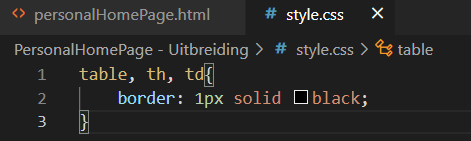 personalHomePage.html
# style.css
PersonalHomePage - Uitbreiding > # style.css > table
1 table, th, td{
2 border: 1px solid black;
3 }